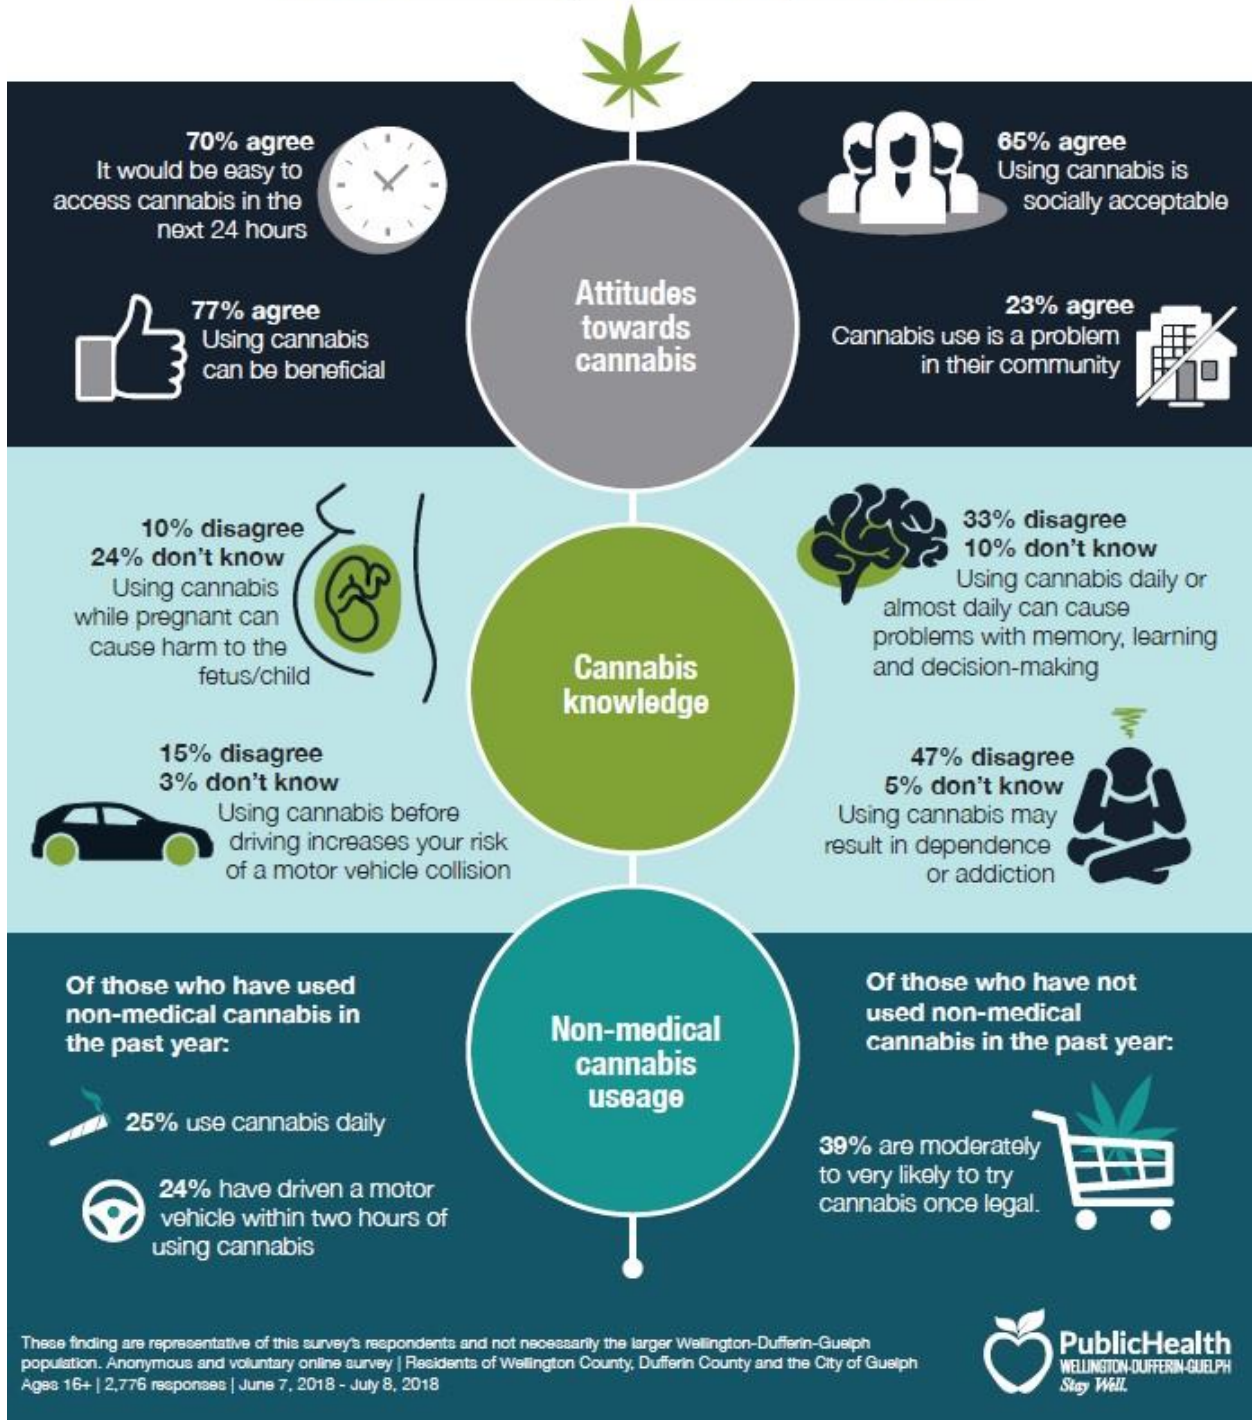 70% agree
It would be easy to
access cannabis in the
next 24 hours
65% agree
Using cannabis is
socially acceptable
77% agree
Using cannabis
can be beneficial
23% agree
Cannabis use is a problem
in their community
Attitudes
towards
cannabis
10% disagree
24% don't know
Using cannabis
while pregnant can
cause harm to the
fetus/child
33% disagree
10% don't know
Using cannabis daily or
almost daily can cause
problems with memory, learning
and decision-making
Cannabis
knowledge
15% disagree
3% don't know
Using cannabis before
driving increases your risk
of a motor vehicle collision
47% disagree
5% don't know
Using cannabis may
result in dependence
or addiction
Non-medical
cannabis
useage
Of those who have used
non-medical cannabis in
the past year:
25% use cannabis daily
24% have driven a motor
vehicle within two hours of
using cannabis
Of those who have not
used non-medical
cannabis in the past year:
39% are moderately
to very likely to try
cannabis once legal.
These finding are representative of this survey's respondents and not necessarily the larger Wellington-Dufferin-Guelph
population. Anonymous and voluntary online survey | Residents of Wellington County, Dufferin County and the City of Guelph
Ages 16+ | 2,776 responses | June 7, 2018 - July 8, 2018
PublicHealth
WELLINGTON-DUFFERIN-GUELPH
Stay Well.